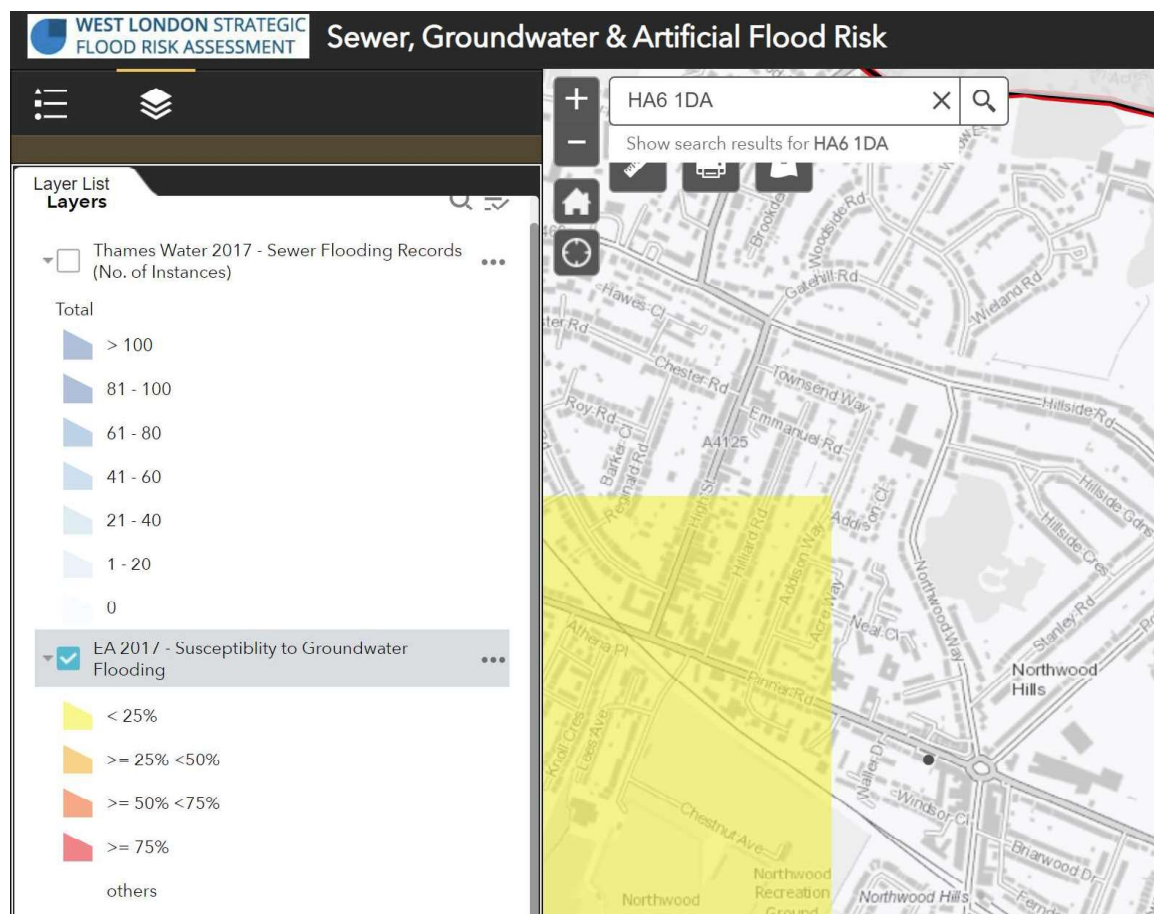 WEST LONDON STRATEGIC
FLOOD RISK ASSESSMENT
Sewer, Groundwater & Artificial Flood Risk
HA6 1DA
Show search results for HA6 1DA
Layer List
Layers
Thames Water 2017 - Sewer Flooding Records
(No. of Instances)
Total
> 100
81 - 100
61 - 80
41 - 60
21 - 40
1 - 20
0
EA 2017 - Susceptiblity to Groundwater
Flooding
< 25%
>= 25% <50%
>= 50% <75%
>= 75%
others
Woodside Rd
Gatehill Rd
Wieland Rd
Hawes Cl
ster Rd
Chester Rd
Townsend Way
Hillside Rd
Roy Rd
Emmanuel Rd
A4125
Barker Cl
Reginald Rd
High St
Hilliard Rd
Addison Cl
Addison Way
Hillside Gdns
Hillside Cres
Northwood Way
Acre Way
Neal Cl
Stanley Rd
Athena Pl
Pinner Rd
Northwood
Hills
Knoll Cres
Lees Ave
Waller Dr
Windsor Cl
Chestnut Ave
Briarwood Dr
Northwood
Recreation
Ground
Northwood
Northwood Hills